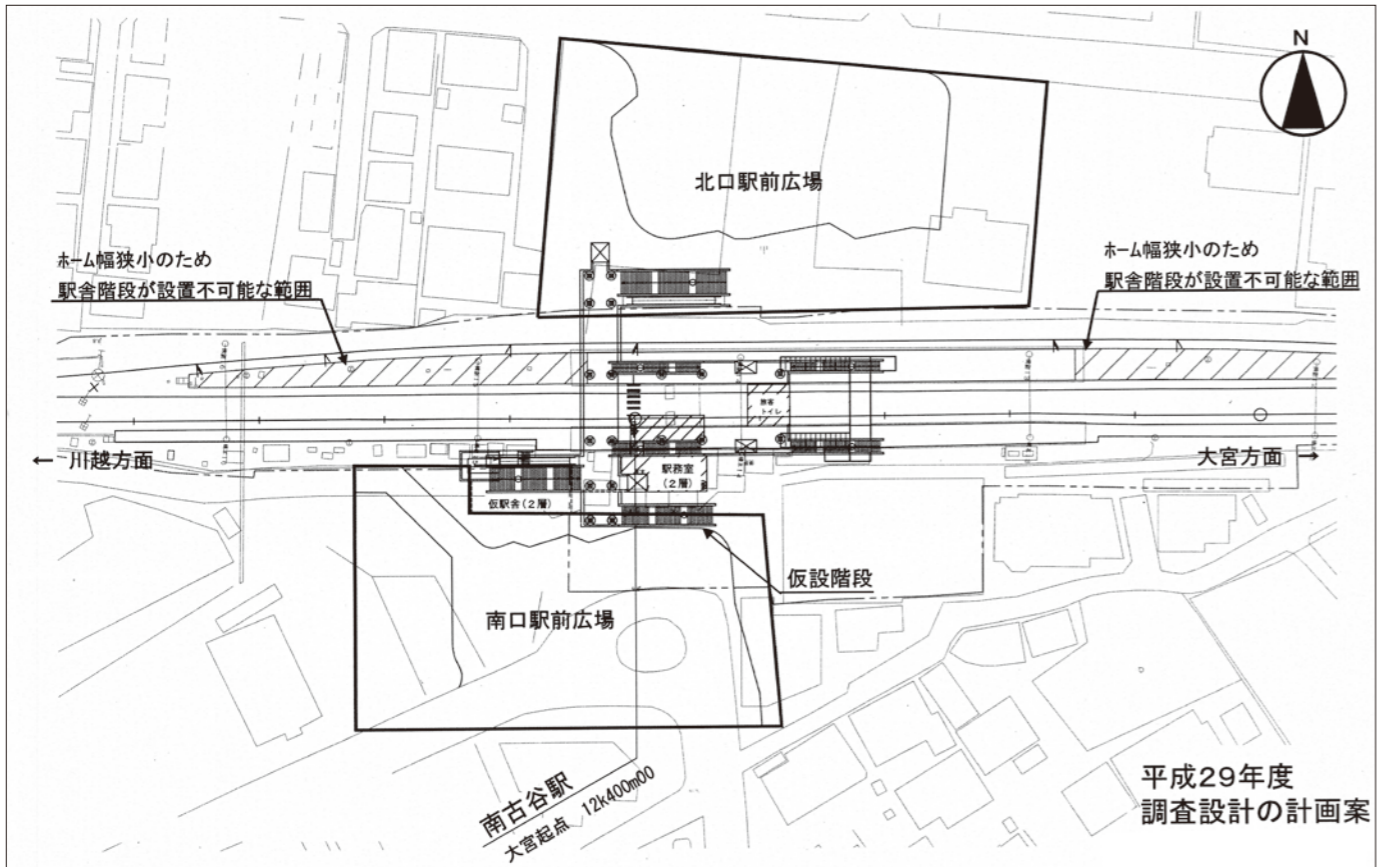 N
北口駅前広場
ホーム幅狭小のため
駅舎階段が設置不可能な範囲
ホーム幅狭小のため
駅舎階段が設置不可能な範囲
旅客
トイレ
← 川越方面
大宮方面 →
駅務室
(2層)
仮駅舎(2層)
仮設階段
南口駅前広場
南古谷駅
大宮起点 12k400m00
平成29年度
調査設計の計画案